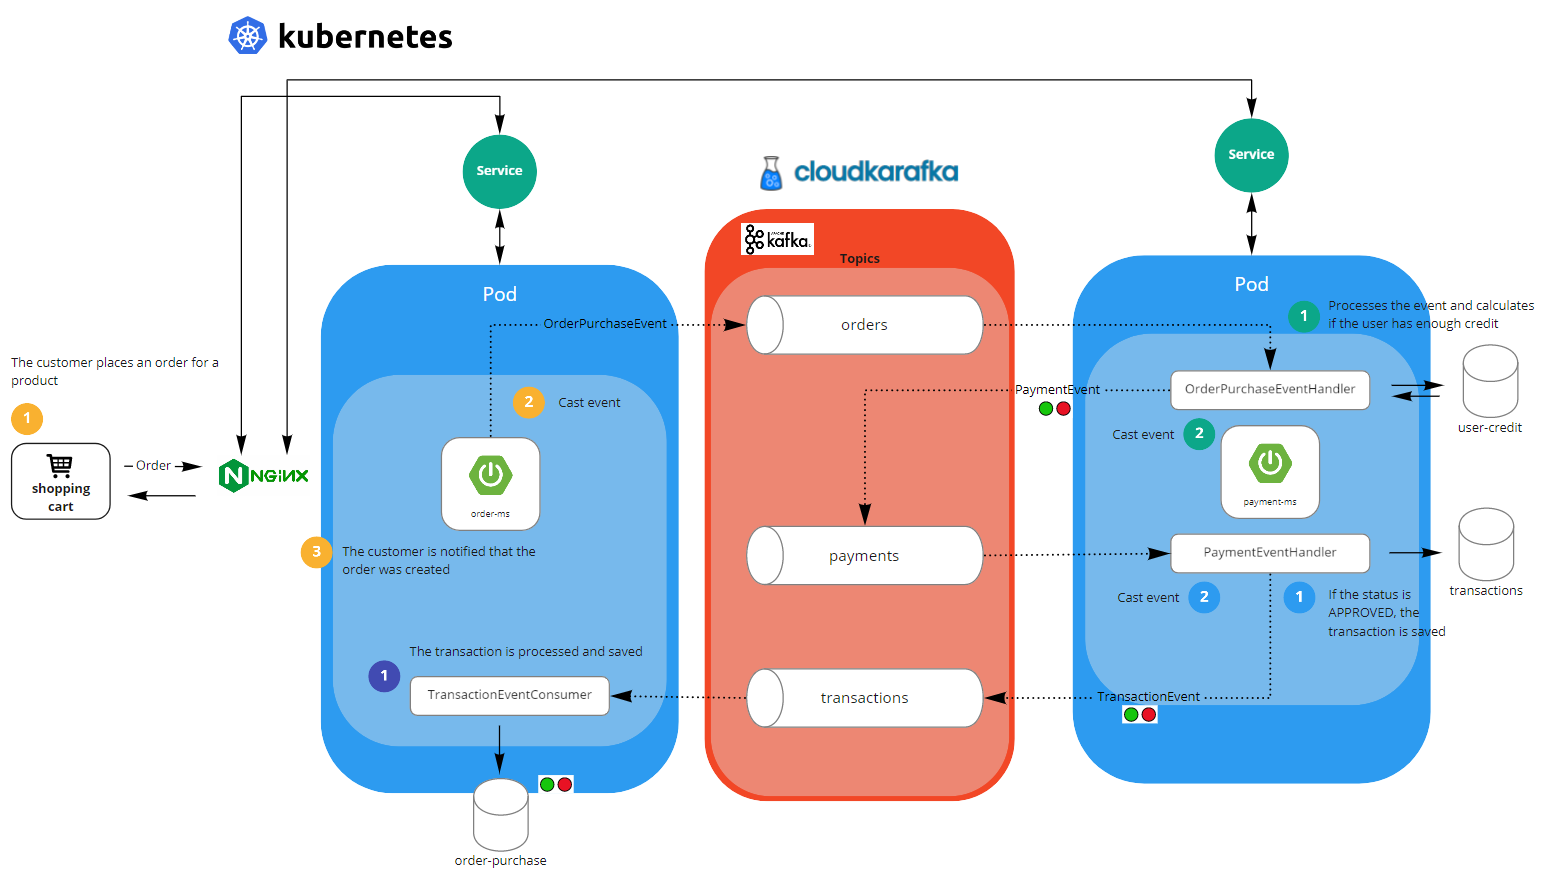 kubernetes
Service
Service
cloudkarafka
APACHE
kafka
Topics
Pod
Pod
OrderPurchaseEvent
orders
1
Processes the event and calculates
if the user has enough credit
The customer places an order for a
product
1
2
Cast event
PaymentEvent
OrderPurchaseEventHandler
user-credit
Cast event
2
Order
shopping
cart
NGINX
order-ms
payment-ms
3
The customer is notified that the
order was created
payments
PaymentEventHandler
transactions
Cast event
2
1
If the status is
APPROVED, the
transaction is saved
The transaction is processed and saved
1
TransactionEventConsumer
transactions
TransactionEvent
order-purchase